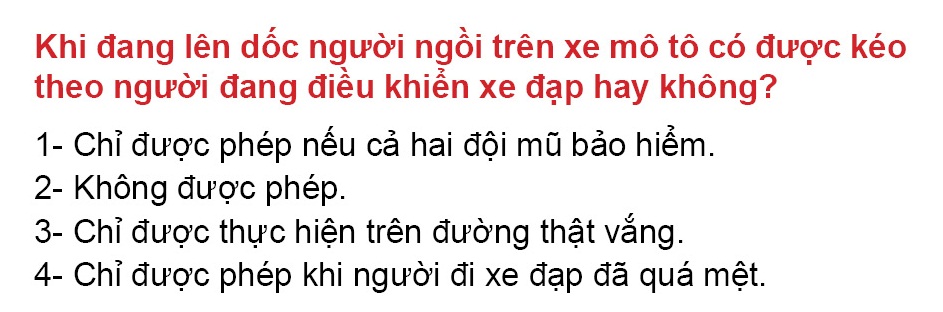 Khi đang lên dốc người ngồi trên xe mô tô có được kéo
theo người đang điều khiển xe đạp hay không?
1- Chỉ được phép nếu cả hai đội mũ bảo hiểm.
2- Không được phép.
3- Chỉ được thực hiện trên đường thật vắng.
4- Chỉ được phép khi người đi xe đạp đã quá mệt.